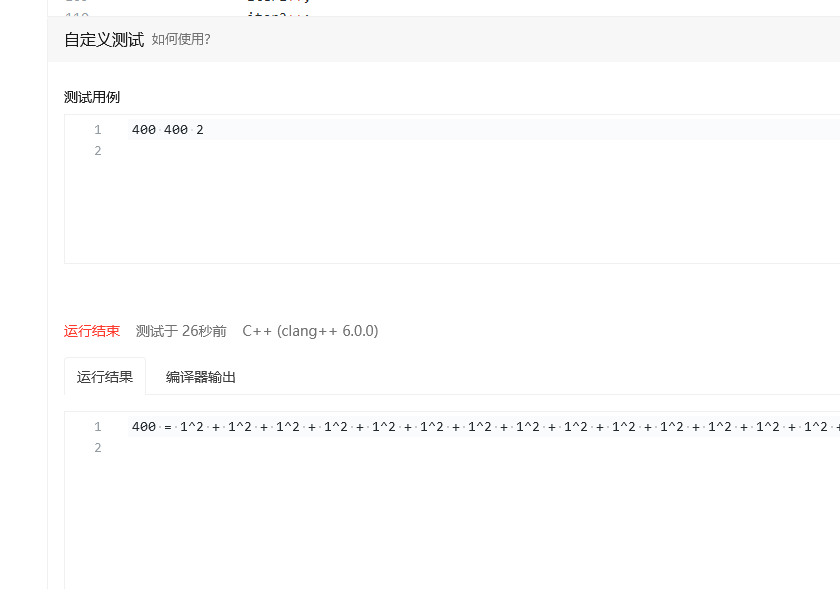 自定义测试 如何使用?
测试用例
1 400 400 2
2
运行结束 测试于 26秒前 C++ (clang++ 6.0.0)
运行结果 编译器输出
1 400 = 1^2 + 1^2 + 1^2 + 1^2 + 1^2 + 1^2 + 1^2 + 1^2 + 1^2 + 1^2 + 1^2 + 1^2 + 1^2 + 1^2 +
2